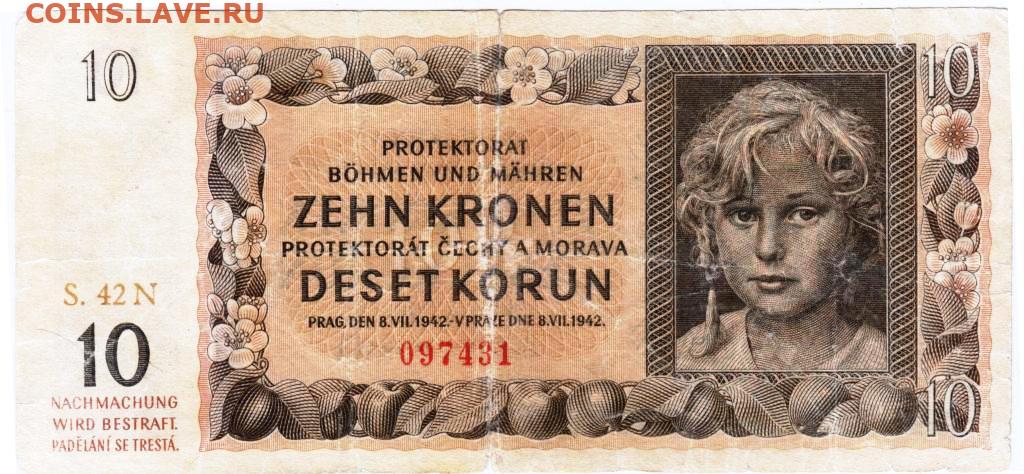 COINS.LAVE.RU
10
10
PROTEKTORAT
BÖHMEN UND MÄHREN
ZEHN KRONEN
PROTEKTORÁT ČECHY A MORAVA
DESET KORUN
PRAG, DEN 8.VII.1942.-V PRAZE DNE 8.VII.1942.
097431
S. 42 N
10
NACHMACHUNG
WIRD BESTRAFT.
PADĚLÁNÍ SE TRESTÁ.
10